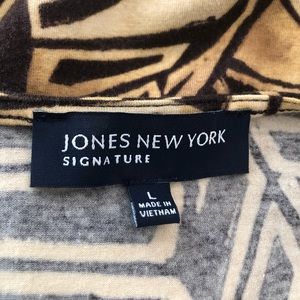 JONES NEW YORK
SIGNATURE
L
MADE IN
VIETNAM